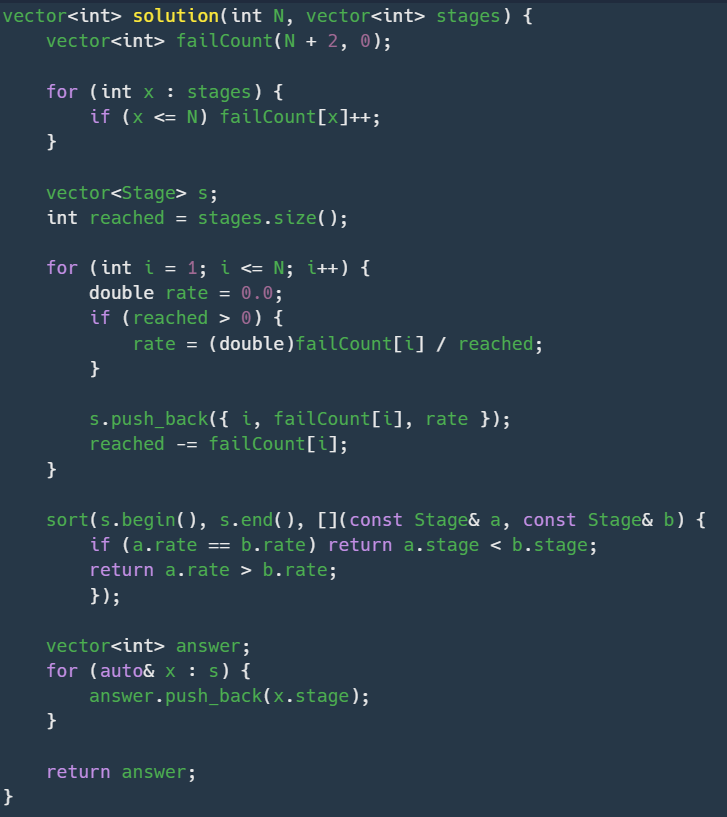 vector<int> solution(int N, vector<int> stages) {
    vector<int> failCount(N + 2, 0);

    for (int x : stages) {
        if (x <= N) failCount[x]++;
    }

    vector<Stage> s;
    int reached = stages.size();

    for (int i = 1; i <= N; i++) {
        double rate = 0.0;
        if (reached > 0) {
            rate = (double)failCount[i] / reached;
        }

        s.push_back({ i, failCount[i], rate });
        reached -= failCount[i];
    }

    sort(s.begin(), s.end(), [](const Stage& a, const Stage& b) {
        if (a.rate == b.rate) return a.stage < b.stage;
        return a.rate > b.rate;
        });

    vector<int> answer;
    for (auto& x : s) {
        answer.push_back(x.stage);
    }

    return answer;
}